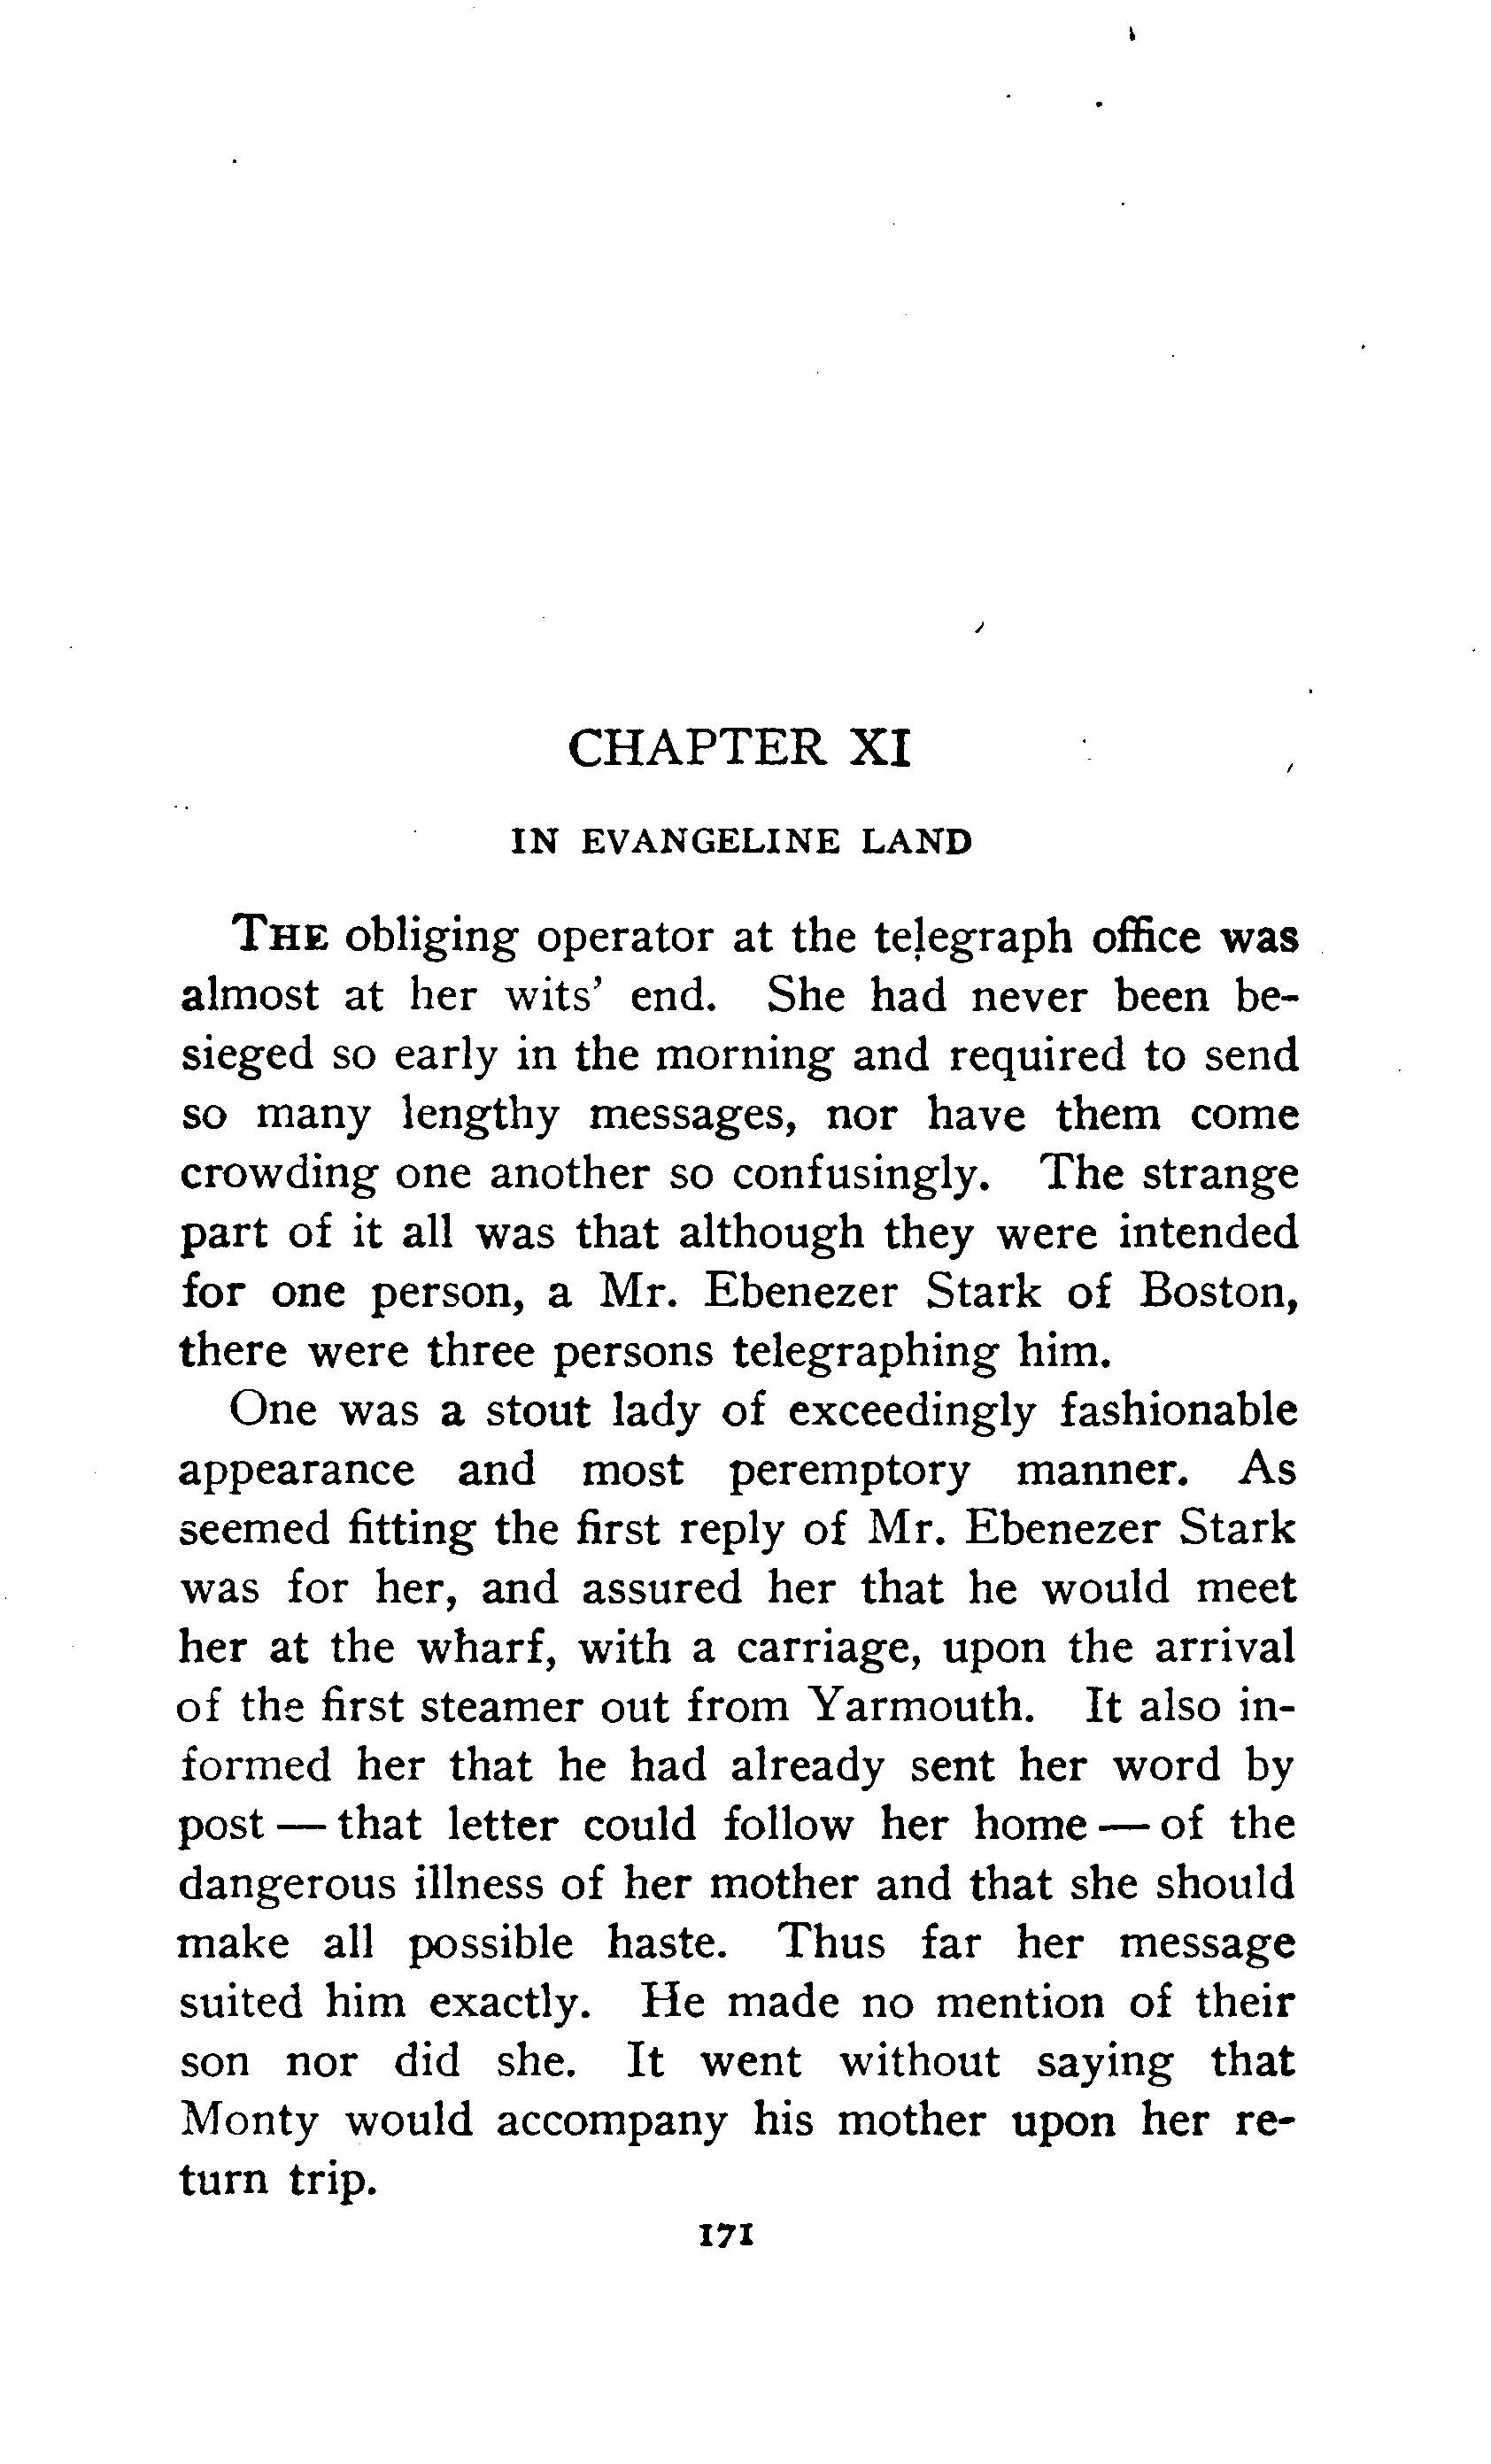 CHAPTER XI
IN EVANGELINE LAND
THE obliging operator at the telegraph office was
almost at her wits' end. She had never been be-
sieged so early in the morning and required to send
so many lengthy messages, nor have them come
crowding one another so confusingly. The strange
part of it all was that although they were intended
for one person, a Mr. Ebenezer Stark of Boston,
there were three persons telegraphing him.
One was a stout lady of exceedingly fashionable
appearance and most peremptory manner. As
seemed fitting the first reply of Mr. Ebenezer Stark
was for her, and assured her that he would meet
her at the wharf, with a carriage, upon the arrival
of the first steamer out from Yarmouth. It also in-
formed her that he had already sent her word by
post — that letter could follow her home — of the
dangerous illness of her mother and that she should
make all possible haste. Thus far her message
suited him exactly. He made no mention of their
son nor did she. It went without saying that
Monty would accompany his mother upon her re-
turn trip.
171